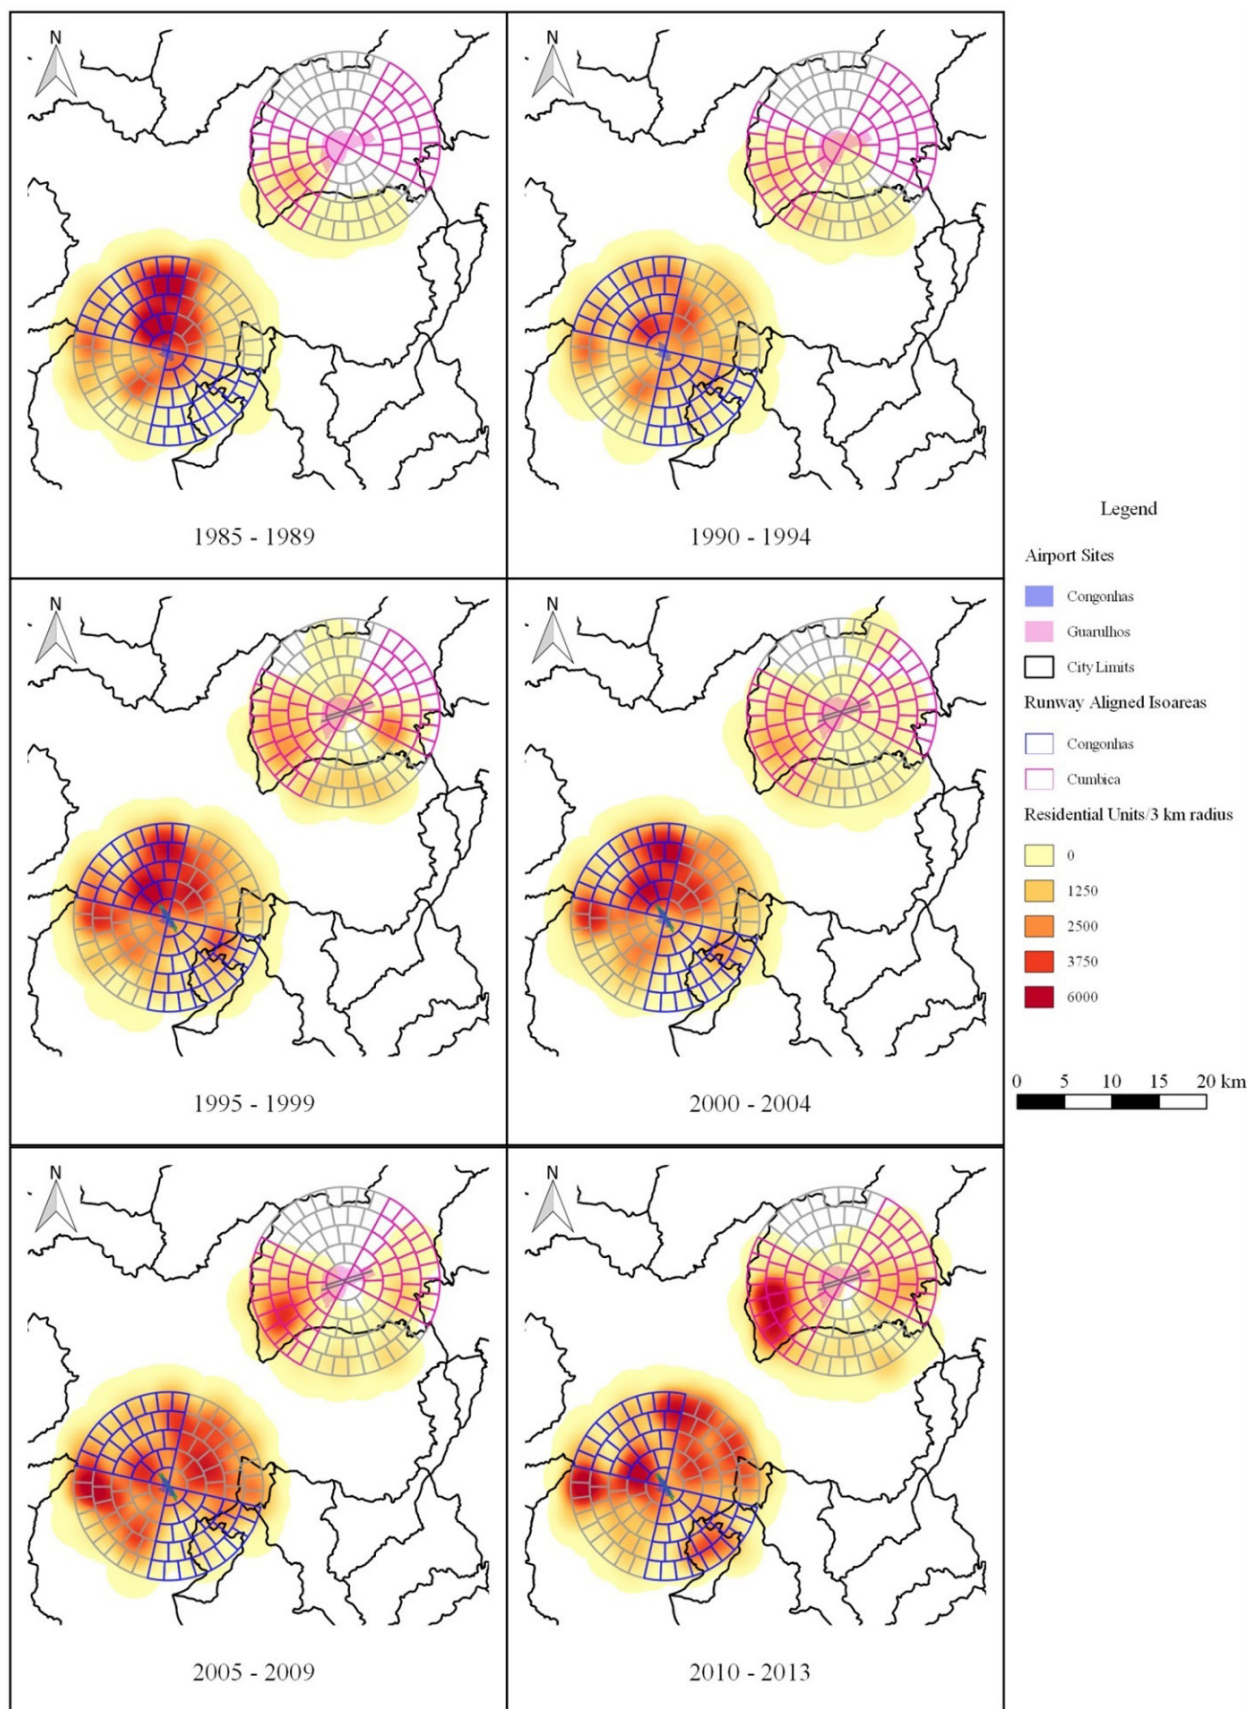 N
N
1985 - 1989
1990 - 1994
Legend
Airport Sites
Congonhas
Guarulhos
City Limits
Runway Aligned Isoareas
Congonhas
Cumbica
Residential Units/3 km radius
0
1250
2500
3750
6000
0 5 10 15 20 km
N
N
1995 - 1999
2000 - 2004
N
N
2005 - 2009
2010 - 2013